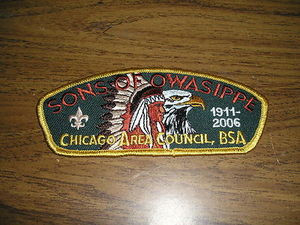 SONS OF OWASIPPE
1911-
2006
CHICAGO AREA COUNCIL, BSA